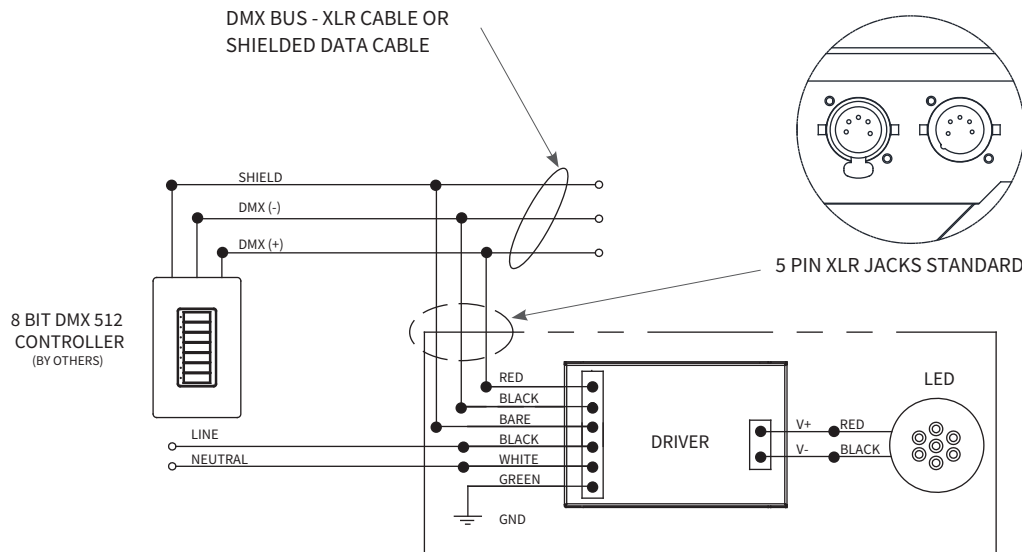 DMX BUS - XLR CABLE OR
SHIELDED DATA CABLE
SHIELD
DMX (-)
DMX (+)
5 PIN XLR JACKS STANDARD
8 BIT DMX 512
CONTROLLER
(BY OTHERS)
LINE
NEUTRAL
RED
BLACK
BARE
BLACK
WHITE
GREEN
GND
DRIVER
V+
RED
V-
BLACK
LED